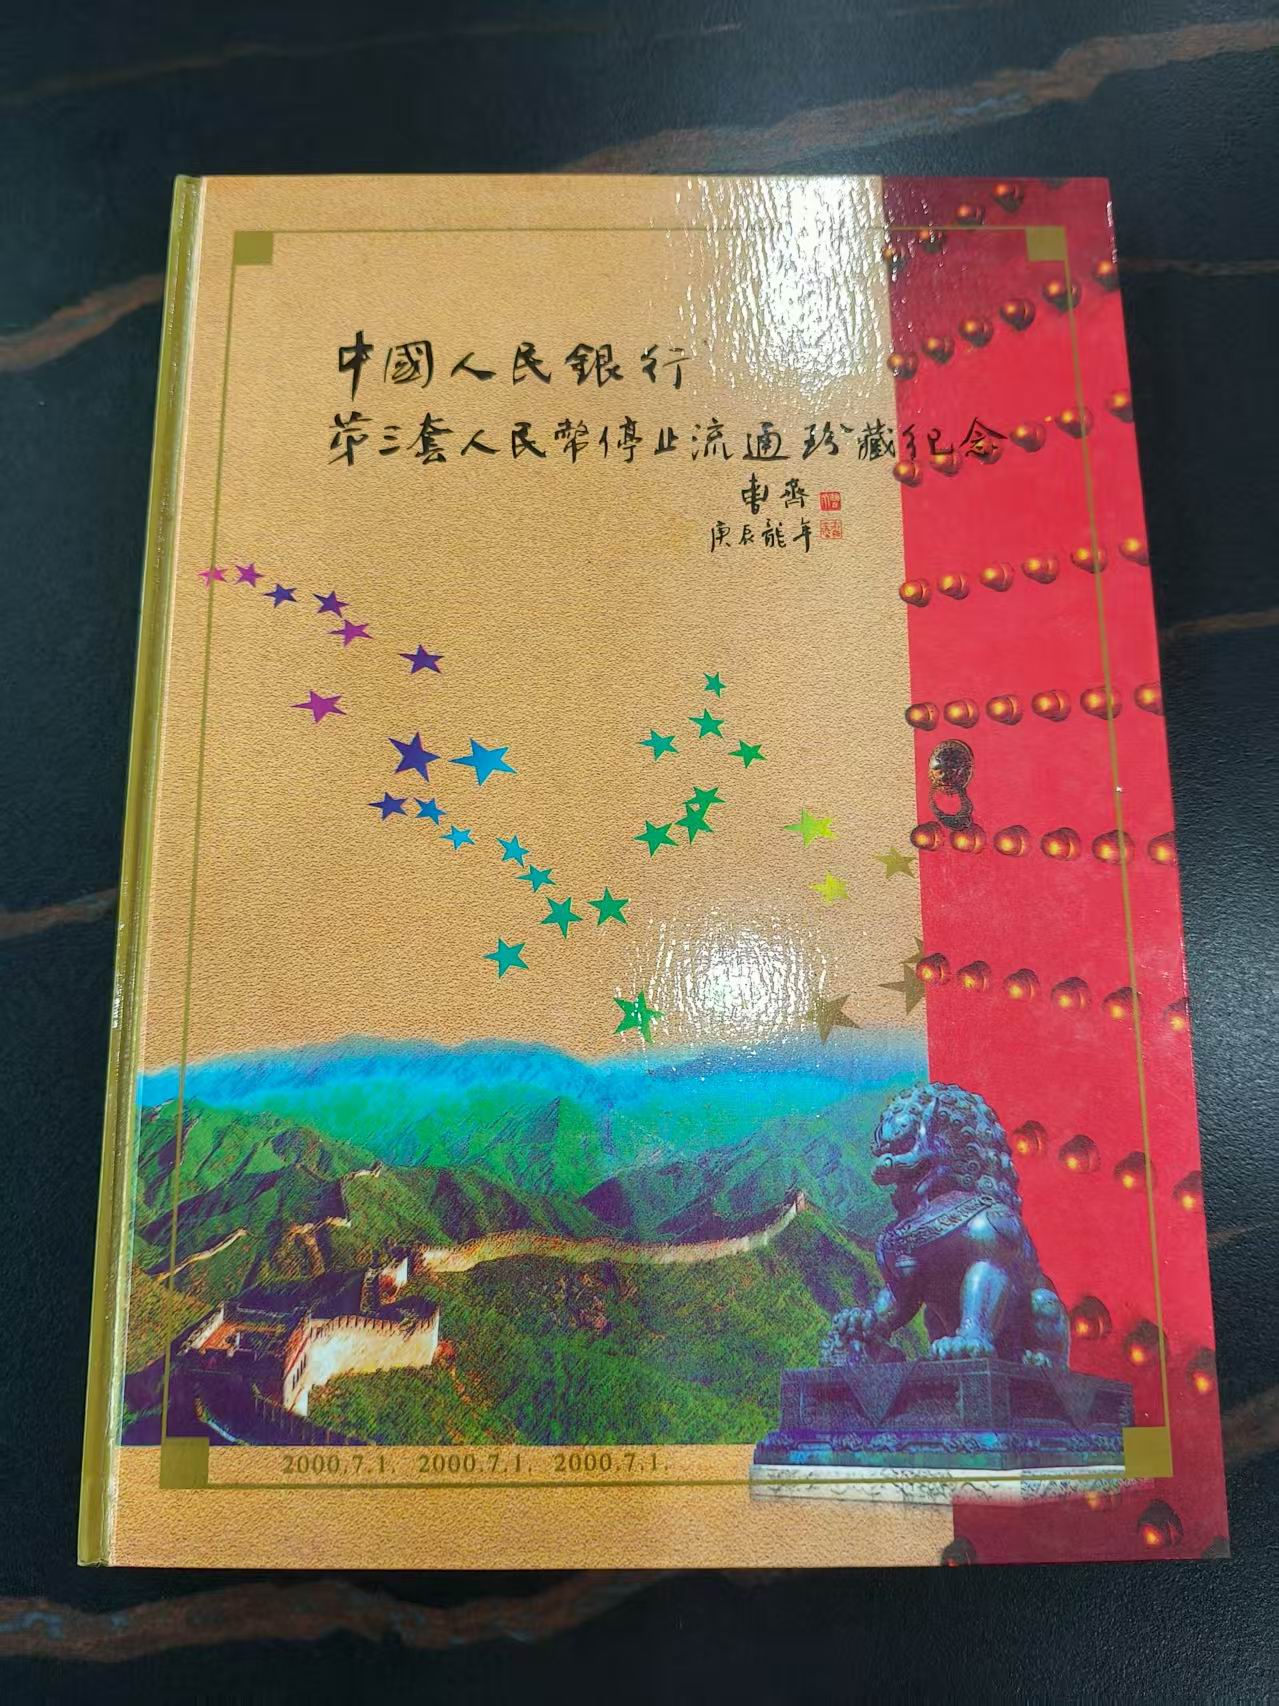 中國人民銀行
第三套人民幣停止流通珍藏纪念
曹齊
庚辰龍年
2000.7.1. 2000.7.1. 2000.7.1.